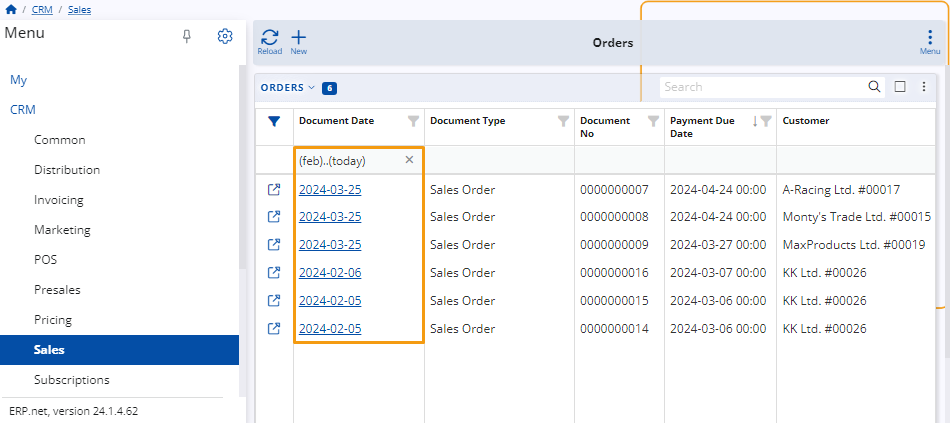 / CRM / Sales
Menu
My
CRM
Common
Distribution
Invoicing
Marketing
POS
Presales
Pricing
Sales
Subscriptions
ERP.net, version 24.1.4.62
Reload New Orders Menu
ORDERS 6 Search
Document Date Document Type Document No Payment Due Date Customer
(feb)..(today)
2024-03-25 Sales Order 0000000007 2024-04-24 00:00 A-Racing Ltd. #00017
2024-03-25 Sales Order 0000000008 2024-04-24 00:00 Monty's Trade Ltd. #00015
2024-03-25 Sales Order 0000000009 2024-03-27 00:00 MaxProducts Ltd. #00019
2024-02-06 Sales Order 0000000016 2024-03-07 00:00 KK Ltd. #00026
2024-02-05 Sales Order 0000000015 2024-03-06 00:00 KK Ltd. #00026
2024-02-05 Sales Order 0000000014 2024-03-06 00:00 KK Ltd. #00026